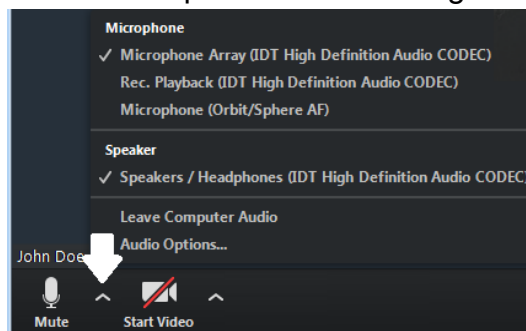 Microphone
✓ Microphone Array (IDT High Definition Audio CODEC)
Rec. Playback (IDT High Definition Audio CODEC)
Microphone (Orbit/Sphere AF)
Speaker
✓ Speakers / Headphones (IDT High Definition Audio CODEC)
Leave Computer Audio
Audio Options...
John Doe
Mute
Start Video